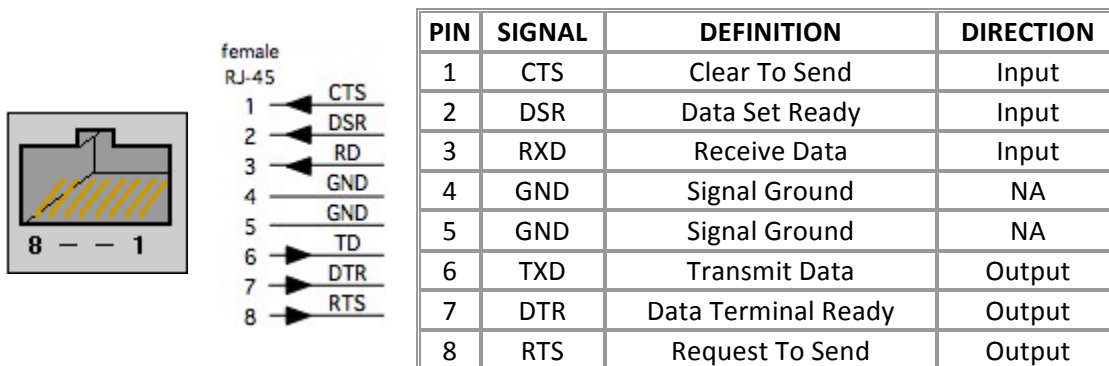 8 – – 1
female
RJ-45
1 CTS
2 DSR
3 RD
4 GND
5 GND
6 TD
7 DTR
8 RTS
PIN SIGNAL DEFINITION DIRECTION
1 CTS Clear To Send Input
2 DSR Data Set Ready Input
3 RXD Receive Data Input
4 GND Signal Ground NA
5 GND Signal Ground NA
6 TXD Transmit Data Output
7 DTR Data Terminal Ready Output
8 RTS Request To Send Output